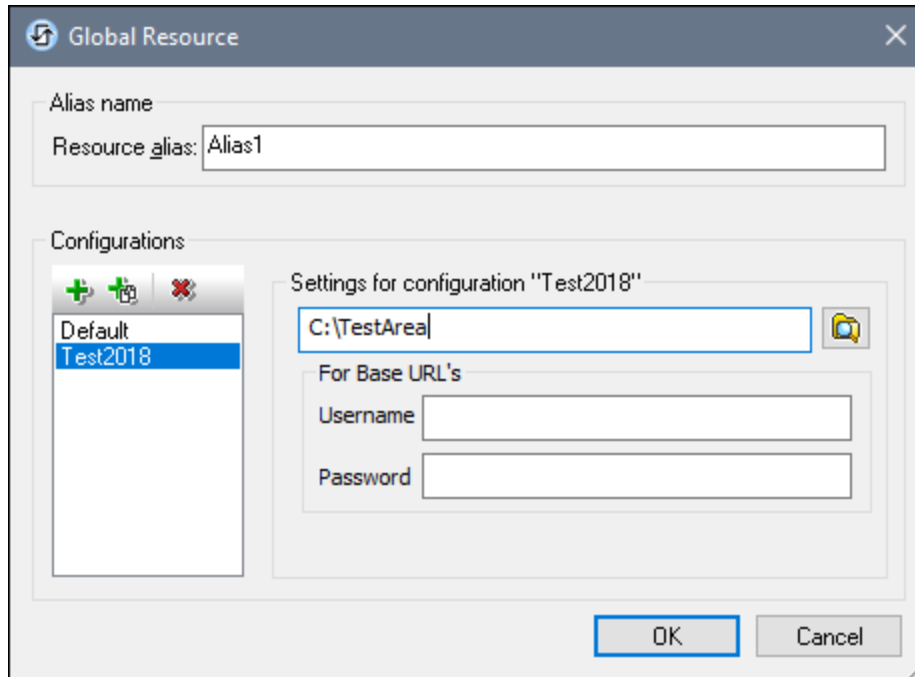 Global Resource
Alias name
Resource alias: Alias1
Configurations
Default
Test2018
Settings for configuration "Test2018"
C:\TestArea
For Base URL's
Username
Password
OK Cancel